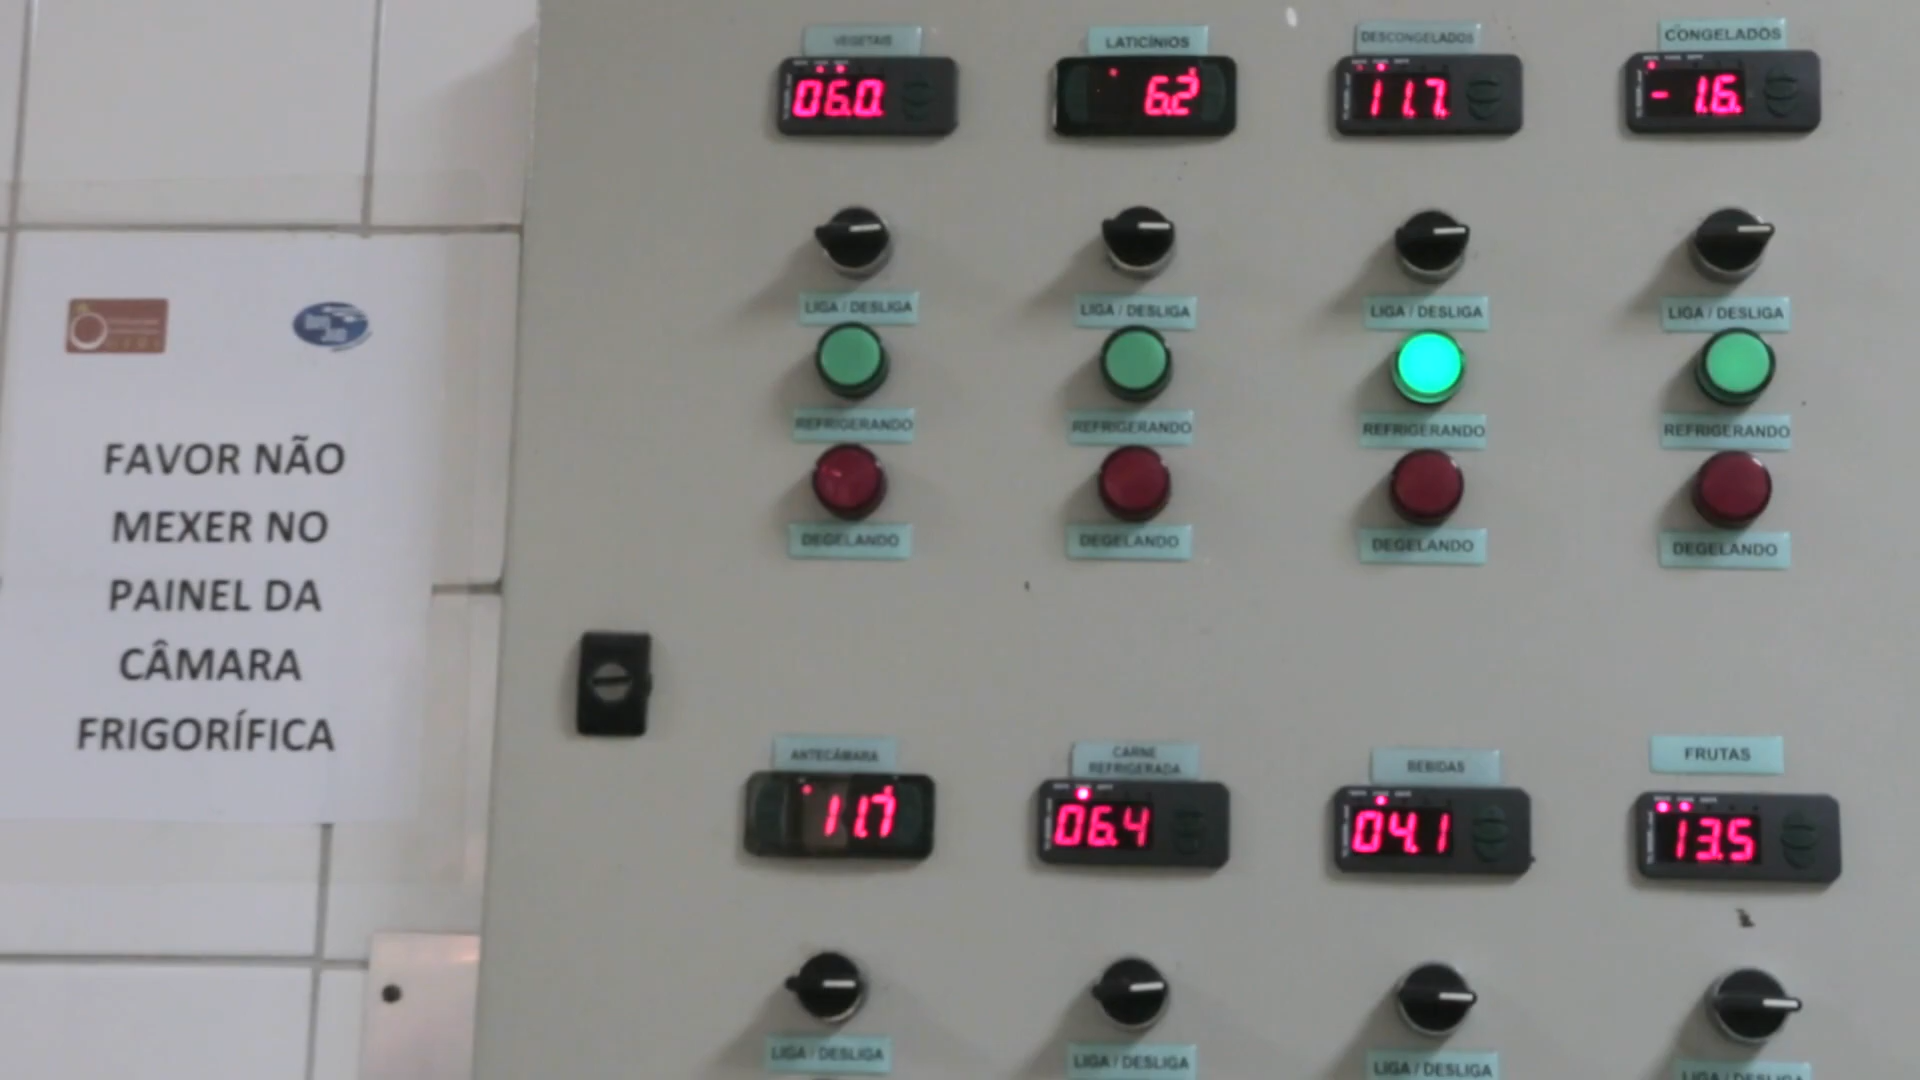 VEGETAIS
LATICÍNIOS
DESCONGELADOS
CONGELADOS
06.0
6.2
11.7
-1.6
LIGA / DESLIGA
LIGA / DESLIGA
LIGA / DESLIGA
LIGA / DESLIGA
REFRIGERANDO
REFRIGERANDO
REFRIGERANDO
REFRIGERANDO
DEGELANDO
DEGELANDO
DEGELANDO
DEGELANDO
FAVOR NÃO
MEXER NO
PAINEL DA
CÂMARA
FRIGORÍFICA
ANTECÂMARA
CARNE
REFRIGERADA
BEBIDAS
FRUTAS
11.7
06.4
04.1
13.5
LIGA / DESLIGA
LIGA / DESLIGA
LIGA / DESLIGA
LIGA / DESLIGA